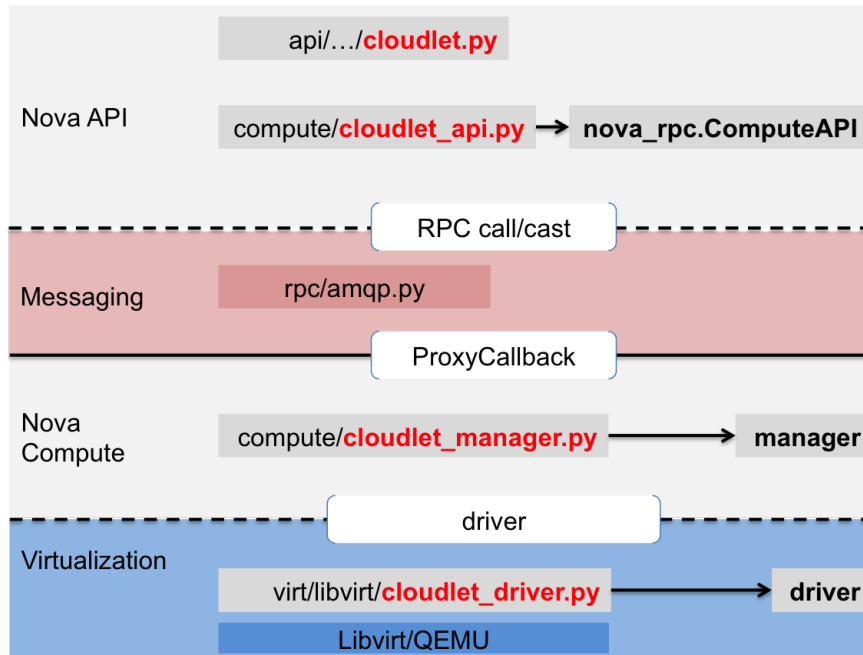 api/…/cloudlet.py
Nova API
compute/cloudlet_api.py
nova_rpc.ComputeAPI
RPC call/cast
Messaging
rpc/amqp.py
ProxyCallback
Nova
Compute
compute/cloudlet_manager.py
manager
driver
Virtualization
virt/libvirt/cloudlet_driver.py
driver
Libvirt/QEMU